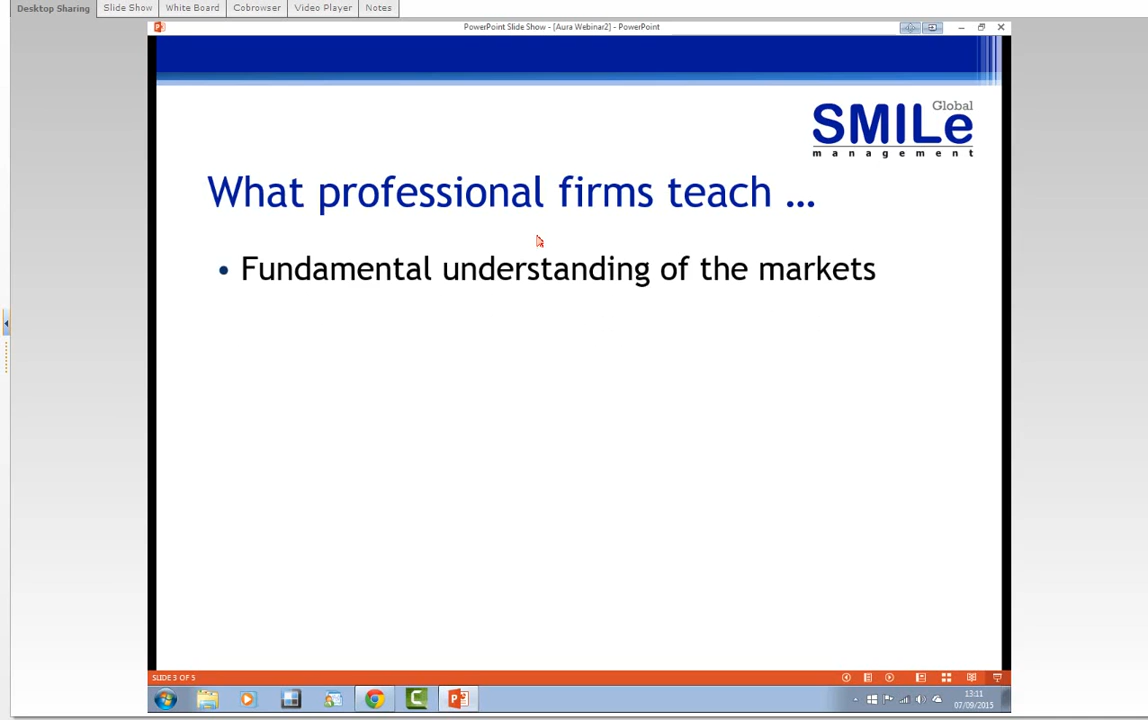 Desktop Sharing
Slide Show
White Board
Cobrowser
Video Player
Notes
PowerPoint Slide Show - [Aura Webinar2] - PowerPoint
Global
SMILe
management
What professional firms teach …
• Fundamental understanding of the markets
SLIDE 3 OF 5
13:11
07/09/2015